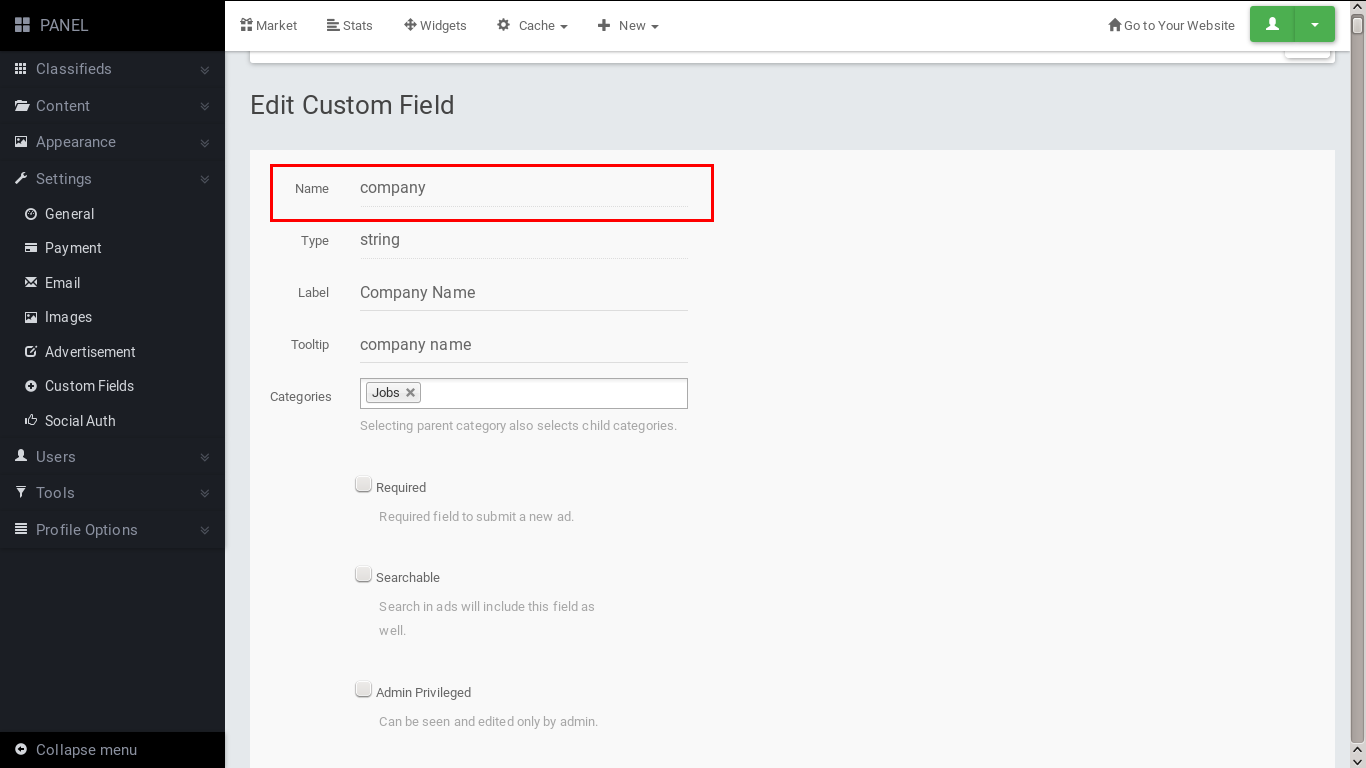 PANEL
Market
Stats
Widgets
Cache
New
Go to Your Website
Classifieds
Content
Appearance
Settings
General
Payment
Email
Images
Advertisement
Custom Fields
Social Auth
Users
Tools
Profile Options
Collapse menu
Edit Custom Field
Name company
Type string
Label Company Name
Tooltip company name
Categories Jobs
Selecting parent category also selects child categories.
Required
Required field to submit a new ad.
Searchable
Search in ads will include this field as
well.
Admin Privileged
Can be seen and edited only by admin.